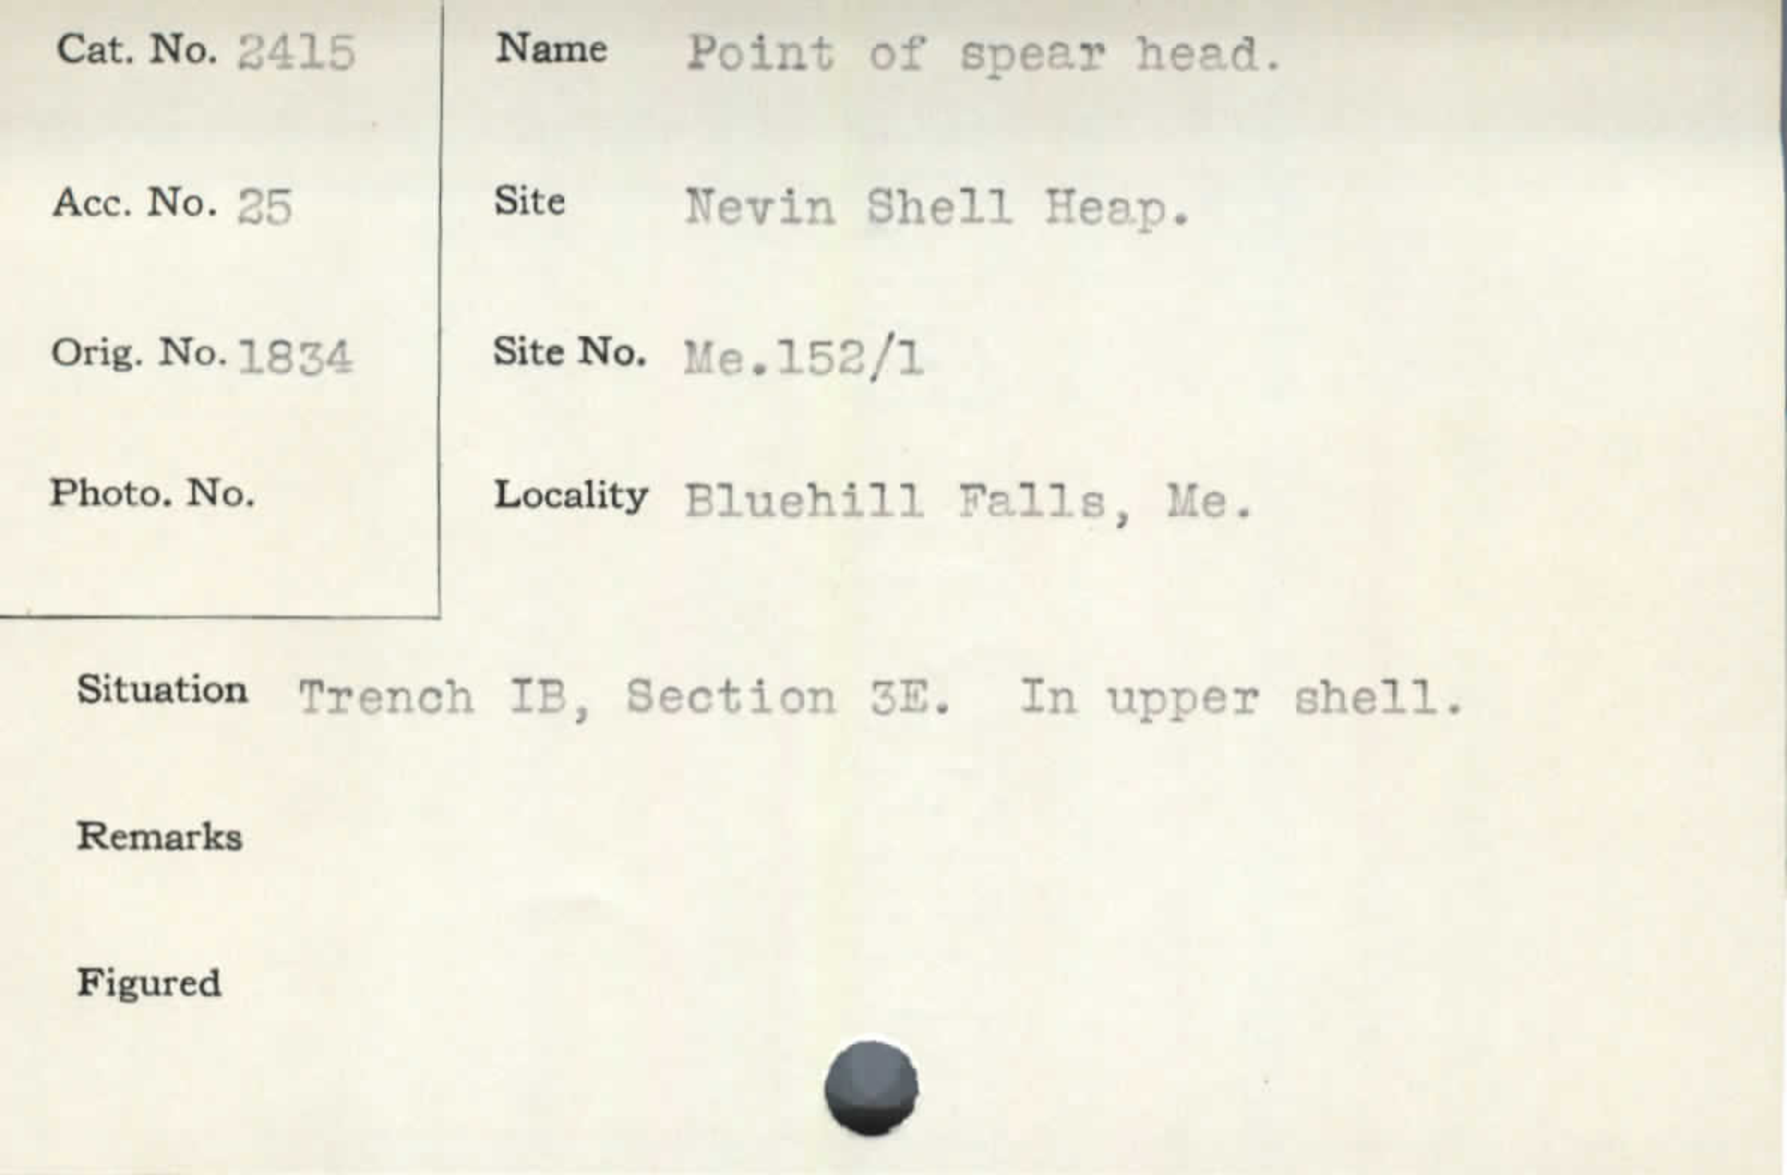 Cat. No. 2415
Name Point of spear head.
Acc. No. 25
Site Nevin Shell Heap.
Orig. No. 1834
Site No. Me.152/1
Photo. No.
Locality Bluehill Falls, Me.
Situation Trench IB, Section 3E. In upper shell.
Remarks
Figured